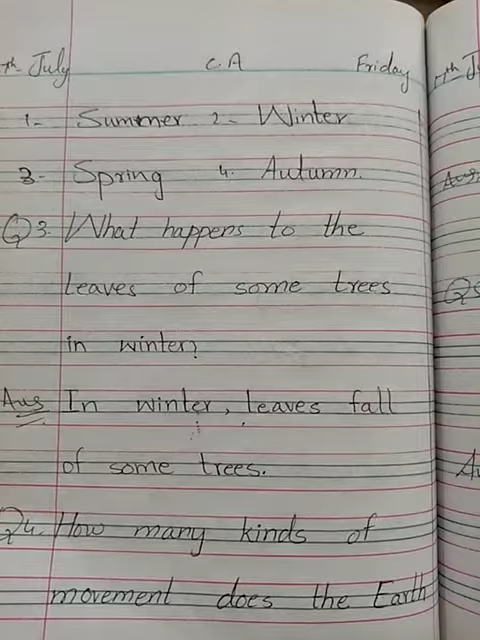 th July C.A Friday
1- Summer 2- Winter
3- Spring 4. Autumn.
Q3. What happens to the
leaves of some trees
in winter?
Ans In winter, leaves fall
of some trees.
Q4. How many kinds of
movement does the Earth